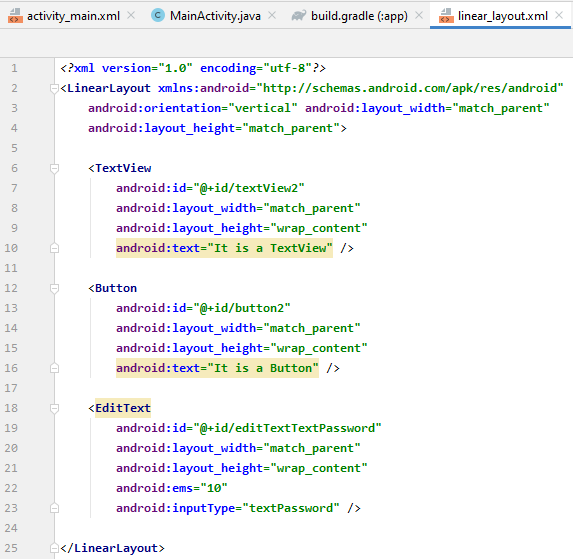 activity_main.xml MainActivity.java build.gradle (:app) linear_layout.xml
1 <?xml version="1.0" encoding="utf-8"?>
2 <LinearLayout xmlns:android="http://schemas.android.com/apk/res/android"
3 android:orientation="vertical" android:layout_width="match_parent"
4 android:layout_height="match_parent">
5
6 <TextView
7 android:id="@+id/textView2"
8 android:layout_width="match_parent"
9 android:layout_height="wrap_content"
10 android:text="It is a TextView" />
11
12 <Button
13 android:id="@+id/button2"
14 android:layout_width="match_parent"
15 android:layout_height="wrap_content"
16 android:text="It is a Button" />
17
18 <EditText
19 android:id="@+id/editTextTextPassword"
20 android:layout_width="match_parent"
21 android:layout_height="wrap_content"
22 android:ems="10"
23 android:inputType="textPassword" />
24
25 </LinearLayout>